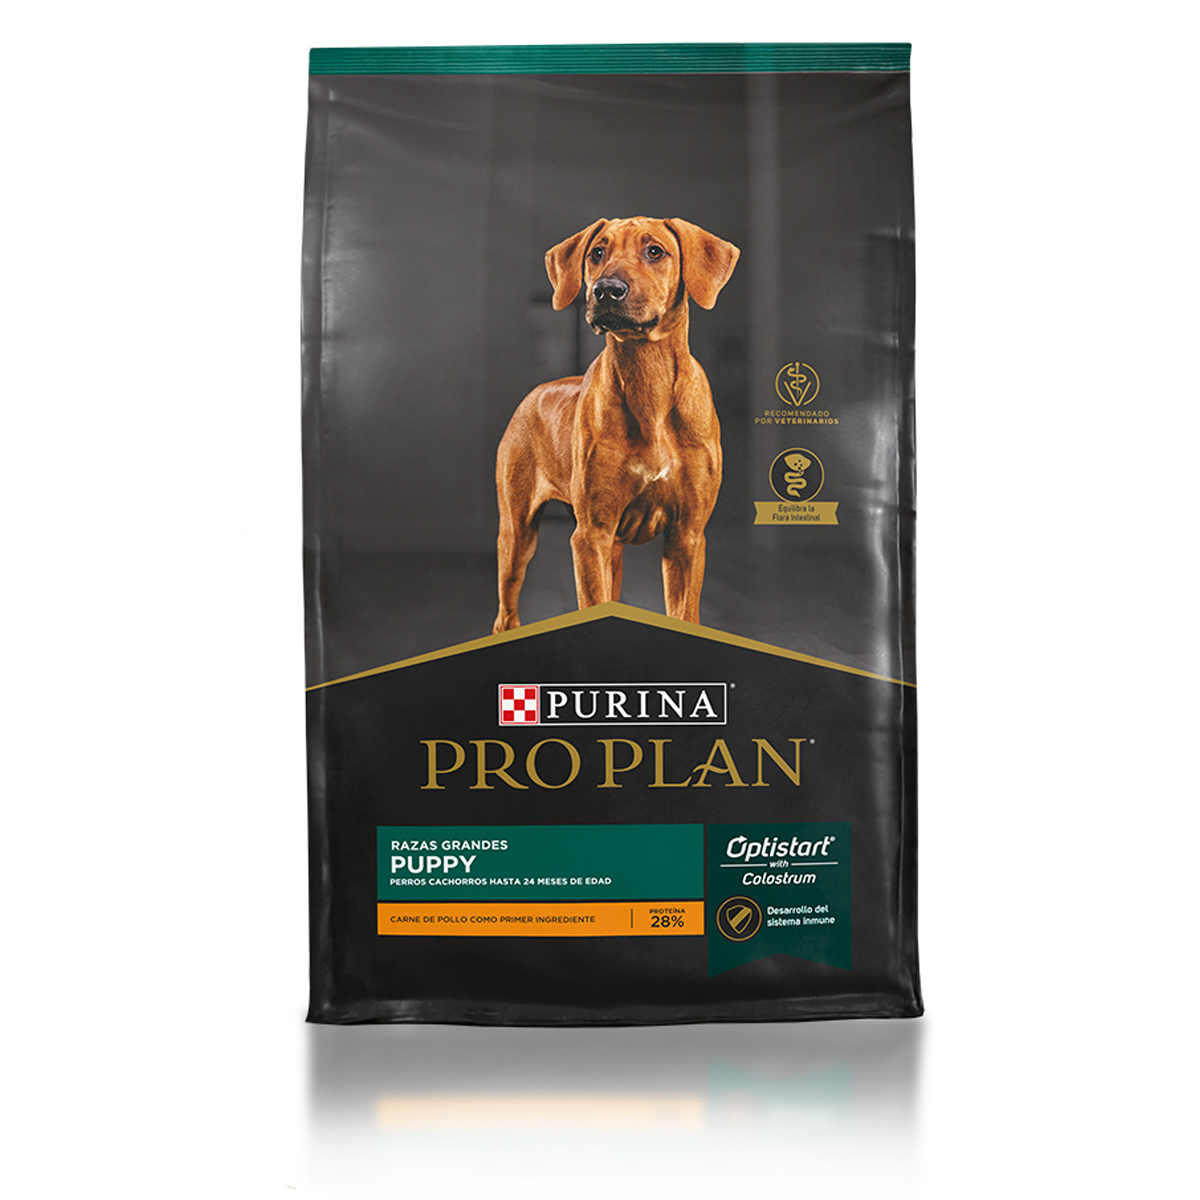 RECOMENDADO
POR VETERINARIOS
Equilibra la
Flora Intestinal
PURINA®
PRO PLAN®
RAZAS GRANDES
PUPPY
PERROS CACHORROS HASTA 24 MESES DE EDAD
CARNE DE POLLO COMO PRIMER INGREDIENTE
PROTEÍNA
28%
Optistart®
with
Colostrum
Desarrollo del
sistema inmune